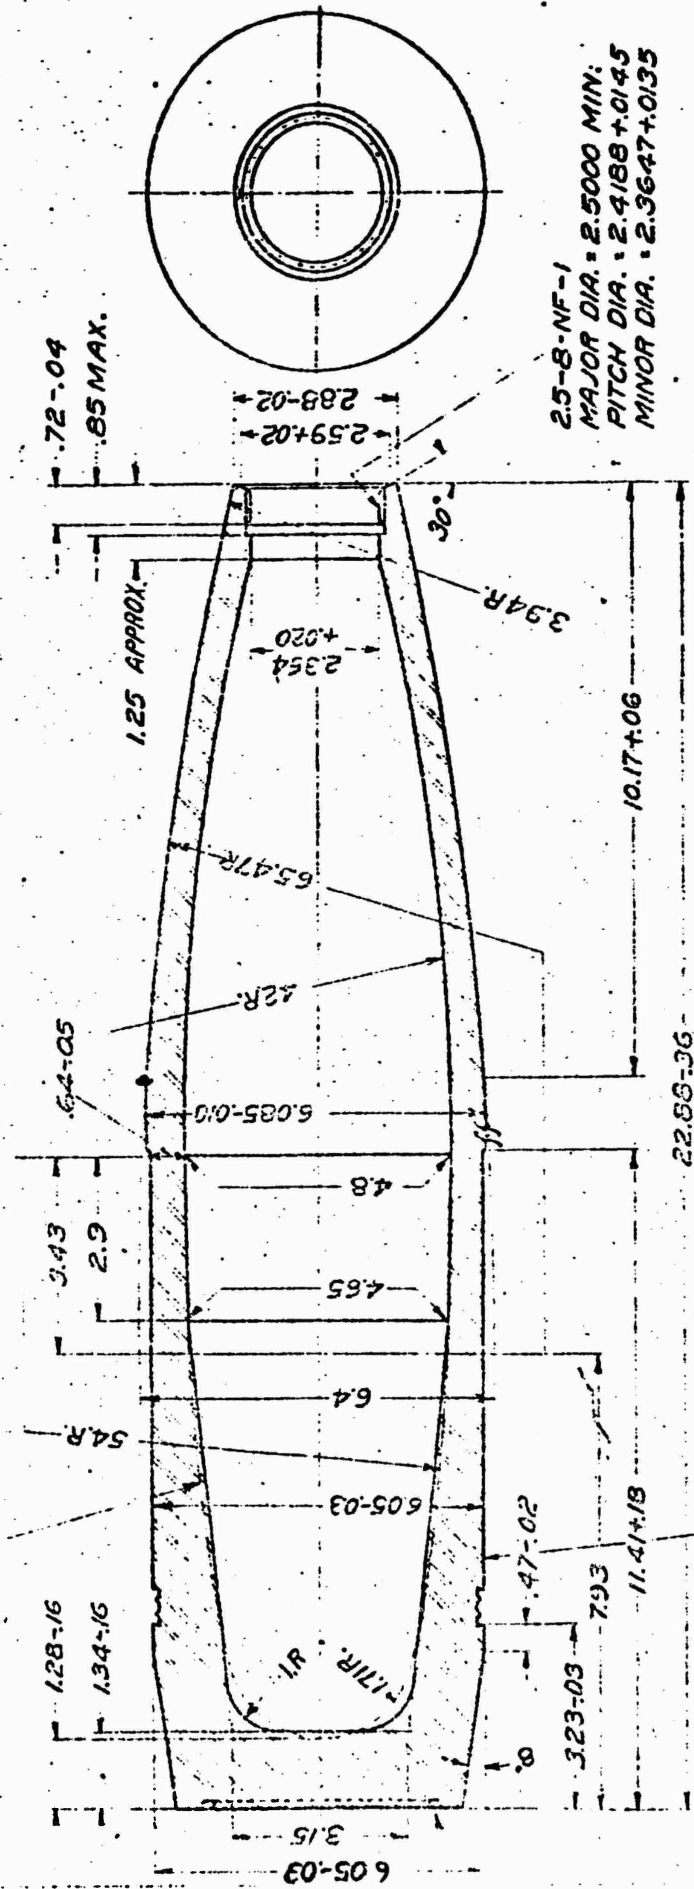 .72-.04
.85 MAX.
1.25 APPROX.
2.88-.02
2.59+.02
30°
2.5-8-NF-1
MAJOR DIA. = 2.5000 MIN.
PITCH DIA. = 2.4188+.0145
MINOR DIA. = 2.3647+.0135
2.354
+.020
3.94R.
10.17+.06
65.47R
42R.
.64-.05
6.085-.010
22.88-.36
3.43
2.9
4.8
4.65
6.4
54.R
6.05-.03
.47-.02
11.41+.18
7.93
3.23-.03
1.28-.16
1.34-.16
1.R
1.71R.
8°
3.15
6.05-.03